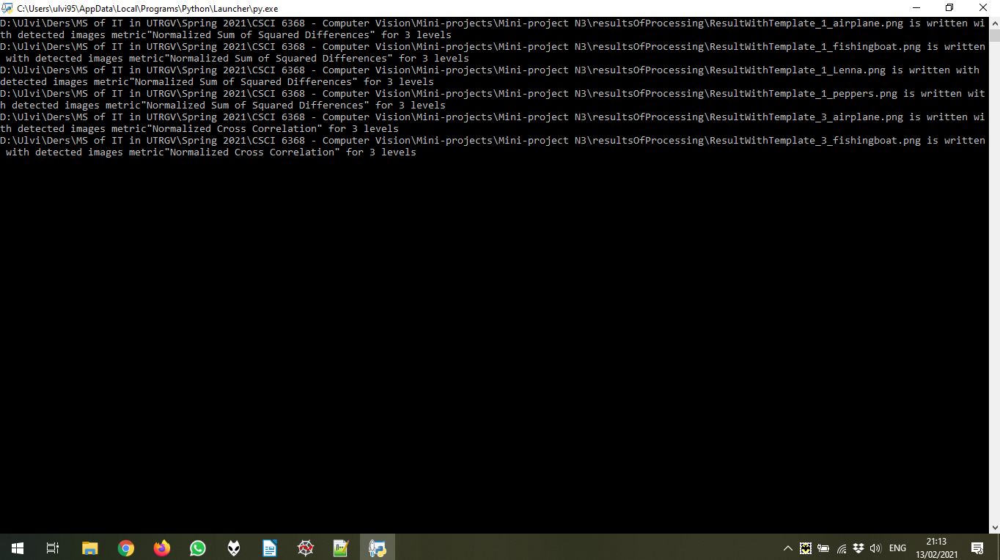 C:\Users\ulvi95\AppData\Local\Programs\Python\Launcher\py.exe
D:\Ulvi\Ders\MS of IT in UTRGV\Spring 2021\CSCI 6368 - Computer Vision\Mini-projects\Mini-project N3\resultsOfProcessing\ResultWithTemplate_1_airplane.png is written wi
th detected images metric"Normalized Sum of Squared Differences" for 3 levels
D:\Ulvi\Ders\MS of IT in UTRGV\Spring 2021\CSCI 6368 - Computer Vision\Mini-projects\Mini-project N3\resultsOfProcessing\ResultWithTemplate_1_fishingboat.png is written
 with detected images metric"Normalized Sum of Squared Differences" for 3 levels
D:\Ulvi\Ders\MS of IT in UTRGV\Spring 2021\CSCI 6368 - Computer Vision\Mini-projects\Mini-project N3\resultsOfProcessing\ResultWithTemplate_1_Lenna.png is written with
detected images metric"Normalized Sum of Squared Differences" for 3 levels
D:\Ulvi\Ders\MS of IT in UTRGV\Spring 2021\CSCI 6368 - Computer Vision\Mini-projects\Mini-project N3\resultsOfProcessing\ResultWithTemplate_1_peppers.png is written wit
h detected images metric"Normalized Sum of Squared Differences" for 3 levels
D:\Ulvi\Ders\MS of IT in UTRGV\Spring 2021\CSCI 6368 - Computer Vision\Mini-projects\Mini-project N3\resultsOfProcessing\ResultWithTemplate_3_airplane.png is written wi
th detected images metric"Normalized Cross Correlation" for 3 levels
D:\Ulvi\Ders\MS of IT in UTRGV\Spring 2021\CSCI 6368 - Computer Vision\Mini-projects\Mini-project N3\resultsOfProcessing\ResultWithTemplate_3_fishingboat.png is written
 with detected images metric"Normalized Cross Correlation" for 3 levels
ENG
21:13
13/02/2021